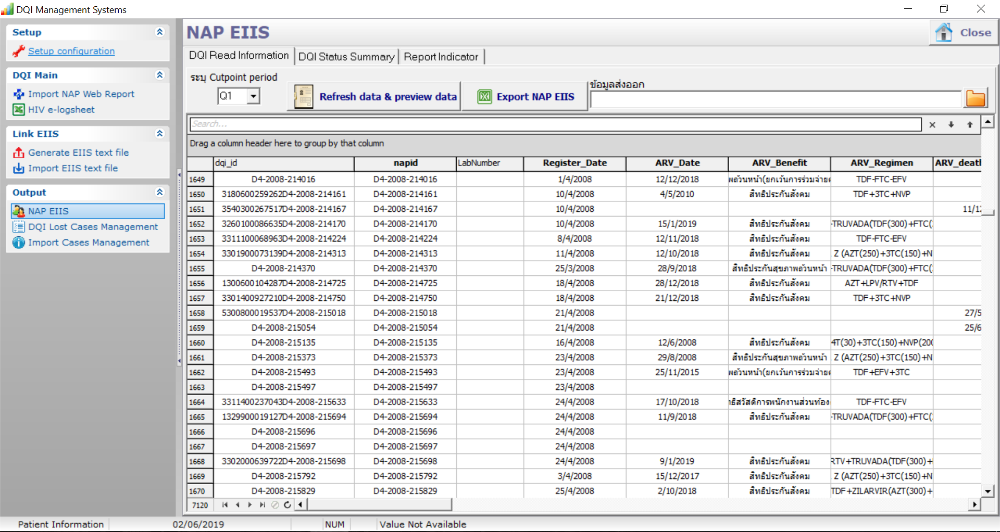 DQI Management Systems
Setup
Setup configuration
DQI Main
Import NAP Web Report
HIV e-logsheet
Link EIIS
Generate EIIS text file
Import EIIS text file
Output
NAP EIIS
DQI Lost Cases Management
Import Cases Management
NAP EIIS
Close
DQI Read Information DQI Status Summary Report Indicator
ระบุ Cutpoint period
Q1
Refresh data & preview data
Export NAP EIIS
ข้อมูลส่งออก
Search...
Drag a column header here to group by that column
dqi_id napid LabNumber Register_Date ARV_Date ARV_Benefit ARV_Regimen ARV_death
1649 D4-2008-214016 D4-2008-214016 1/4/2008 12/12/2018 พถ้วนหน้า(ยกเว้นการร่วมจ่าย TDF-FTC-EFV
1650 3180600259262D4-2008-214161 D4-2008-214161 10/4/2008 4/5/2010 สิทธิประกันสังคม TDF+3TC+NVP
1651 3540300267517D4-2008-214167 D4-2008-214167 10/4/2008 11/12
1652 3260100086635D4-2008-214170 D4-2008-214170 10/4/2008 15/1/2019 สิทธิประกันสังคม -TRUVADA(TDF(300)+FTC(
1653 3311100068963D4-2008-214224 D4-2008-214224 8/4/2008 12/11/2018 สิทธิประกันสังคม TDF-FTC-EFV
1654 3301900073139D4-2008-214313 D4-2008-214313 11/4/2008 12/10/2018 สิทธิประกันสังคม Z (AZT(250)+3TC(150)+N
1655 D4-2008-214370 D4-2008-214370 25/3/2008 28/9/2018 สิทธิประกันสุขภาพถ้วนหน้า -TRUVADA(TDF(300)+FTC(
1656 1300600104287D4-2008-214725 D4-2008-214725 18/4/2008 28/12/2018 สิทธิประกันสังคม AZT+LPV/RTV+TDF
1657 3301400927210D4-2008-214750 D4-2008-214750 18/4/2008 21/12/2018 สิทธิประกันสังคม TDF+3TC+NVP
1658 5300800019537D4-2008-215018 D4-2008-215018 21/4/2008 27/5
1659 D4-2008-215054 D4-2008-215054 21/4/2008 25/6
1660 D4-2008-215135 D4-2008-215135 16/4/2008 12/6/2008 สิทธิประกันสังคม 4T(30)+3TC(150)+NVP(200
1661 D4-2008-215373 D4-2008-215373 23/4/2008 29/8/2008 สิทธิประกันสุขภาพถ้วนหน้า Z (AZT(250)+3TC(150)+N
1662 D4-2008-215493 D4-2008-215493 23/4/2008 25/11/2015 พถ้วนหน้า(ยกเว้นการร่วมจ่าย TDF+EFV+3TC
1663 D4-2008-215497 D4-2008-215497 23/4/2008
1664 3311400237043D4-2008-215633 D4-2008-215633 24/4/2008 17/10/2018 ธิสวัสดิการพนักงานส่วนท้อง TDF-FTC-EFV
1665 1329900019127D4-2008-215694 D4-2008-215694 24/4/2008 11/9/2018 สิทธิประกันสังคม -TRUVADA(TDF(300)+FTC(
1666 D4-2008-215696 D4-2008-215696 24/4/2008
1667 D4-2008-215697 D4-2008-215697 24/4/2008
1668 3302000639722D4-2008-215698 D4-2008-215698 24/4/2008 9/1/2019 สิทธิประกันสังคม RTV+TRUVADA(TDF(300)+
1669 D4-2008-215792 D4-2008-215792 3/4/2008 15/12/2017 สิทธิประกันสังคม Z (AZT(250)+3TC(150)+N
1670 D4-2008-215829 D4-2008-215829 25/4/2008 2/10/2018 สิทธิประกันสังคม TDF+ZILARVIR(AZT(300)+
7120
Patient Information 02/06/2019 NUM Value Not Available